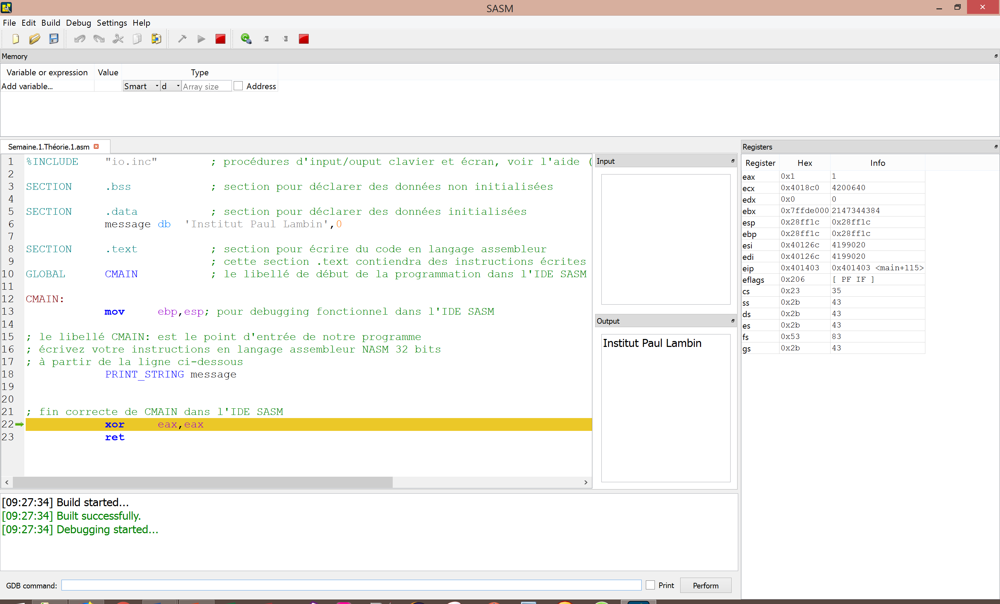 SASM
File Edit Build Debug Settings Help
Memory
Variable or expression Value Type
Add variable... Smart d Array size Address
Semaine.1.Théorie.1.asm
1 %INCLUDE "io.inc" ; procédures d'input/ouput clavier et écran, voir l'aide (
2
3 SECTION .bss ; section pour déclarer des données non initialisées
4
5 SECTION .data ; section pour déclarer des données initialisées
6 message db 'Institut Paul Lambin',0
7
8 SECTION .text ; section pour écrire du code en langage assembleur
9 ; cette section .text contiendra des instructions écrites
10 GLOBAL CMAIN ; le libellé de début de la programmation dans l'IDE SASM
11
12 CMAIN:
13 mov ebp,esp; pour debugging fonctionnel dans l'IDE SASM
14
15 ; le libellé CMAIN: est le point d'entrée de notre programme
16 ; écrivez votre instructions en langage assembleur NASM 32 bits
17 ; à partir de la ligne ci-dessous
18 PRINT_STRING message
19
20
21 ; fin correcte de CMAIN dans l'IDE SASM
22 xor eax,eax
23 ret
Input
Output
Institut Paul Lambin
Registers
Register Hex Info
eax 0x1 1
ecx 0x4018c0 4200640
edx 0x0 0
ebx 0x7ffde000 2147344384
esp 0x28ff1c 0x28ff1c
ebp 0x28ff1c 0x28ff1c
esi 0x40126c 4199020
edi 0x40126c 4199020
eip 0x401403 0x401403 <main+115>
eflags 0x206 [ PF IF ]
cs 0x23 35
ss 0x2b 43
ds 0x2b 43
es 0x2b 43
fs 0x53 83
gs 0x2b 43
[09:27:34] Build started...
[09:27:34] Built successfully.
[09:27:34] Debugging started...
GDB command: Print Perform